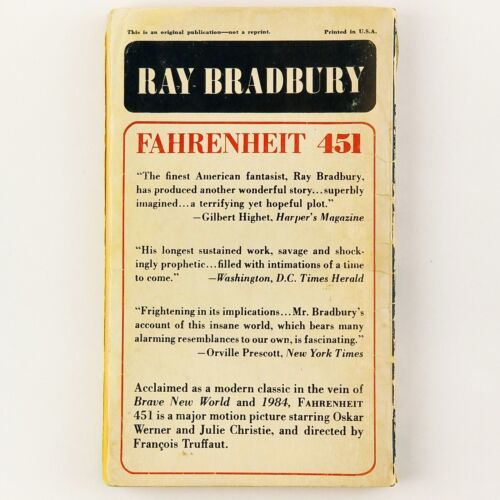 This is an original publication—not a reprint. Printed in U.S.A.
RAY BRADBURY
FAHRENHEIT 451
"The finest American fantasist, Ray Bradbury,
has produced another wonderful story...superbly
imagined...a terrifying yet hopeful plot."
—Gilbert Highet, Harper's Magazine
"His longest sustained work, savage and shock-
ingly prophetic...filled with intimations of a time
to come."
—Washington, D.C. Times Herald
"Frightening in its implications...Mr. Bradbury's
account of this insane world, which bears many
alarming resemblances to our own, is fascinating."
—Orville Prescott, New York Times
Acclaimed as a modern classic in the vein of
Brave New World and 1984, FAHRENHEIT
451 is a major motion picture starring Oskar
Werner and Julie Christie, and directed by
François Truffaut.